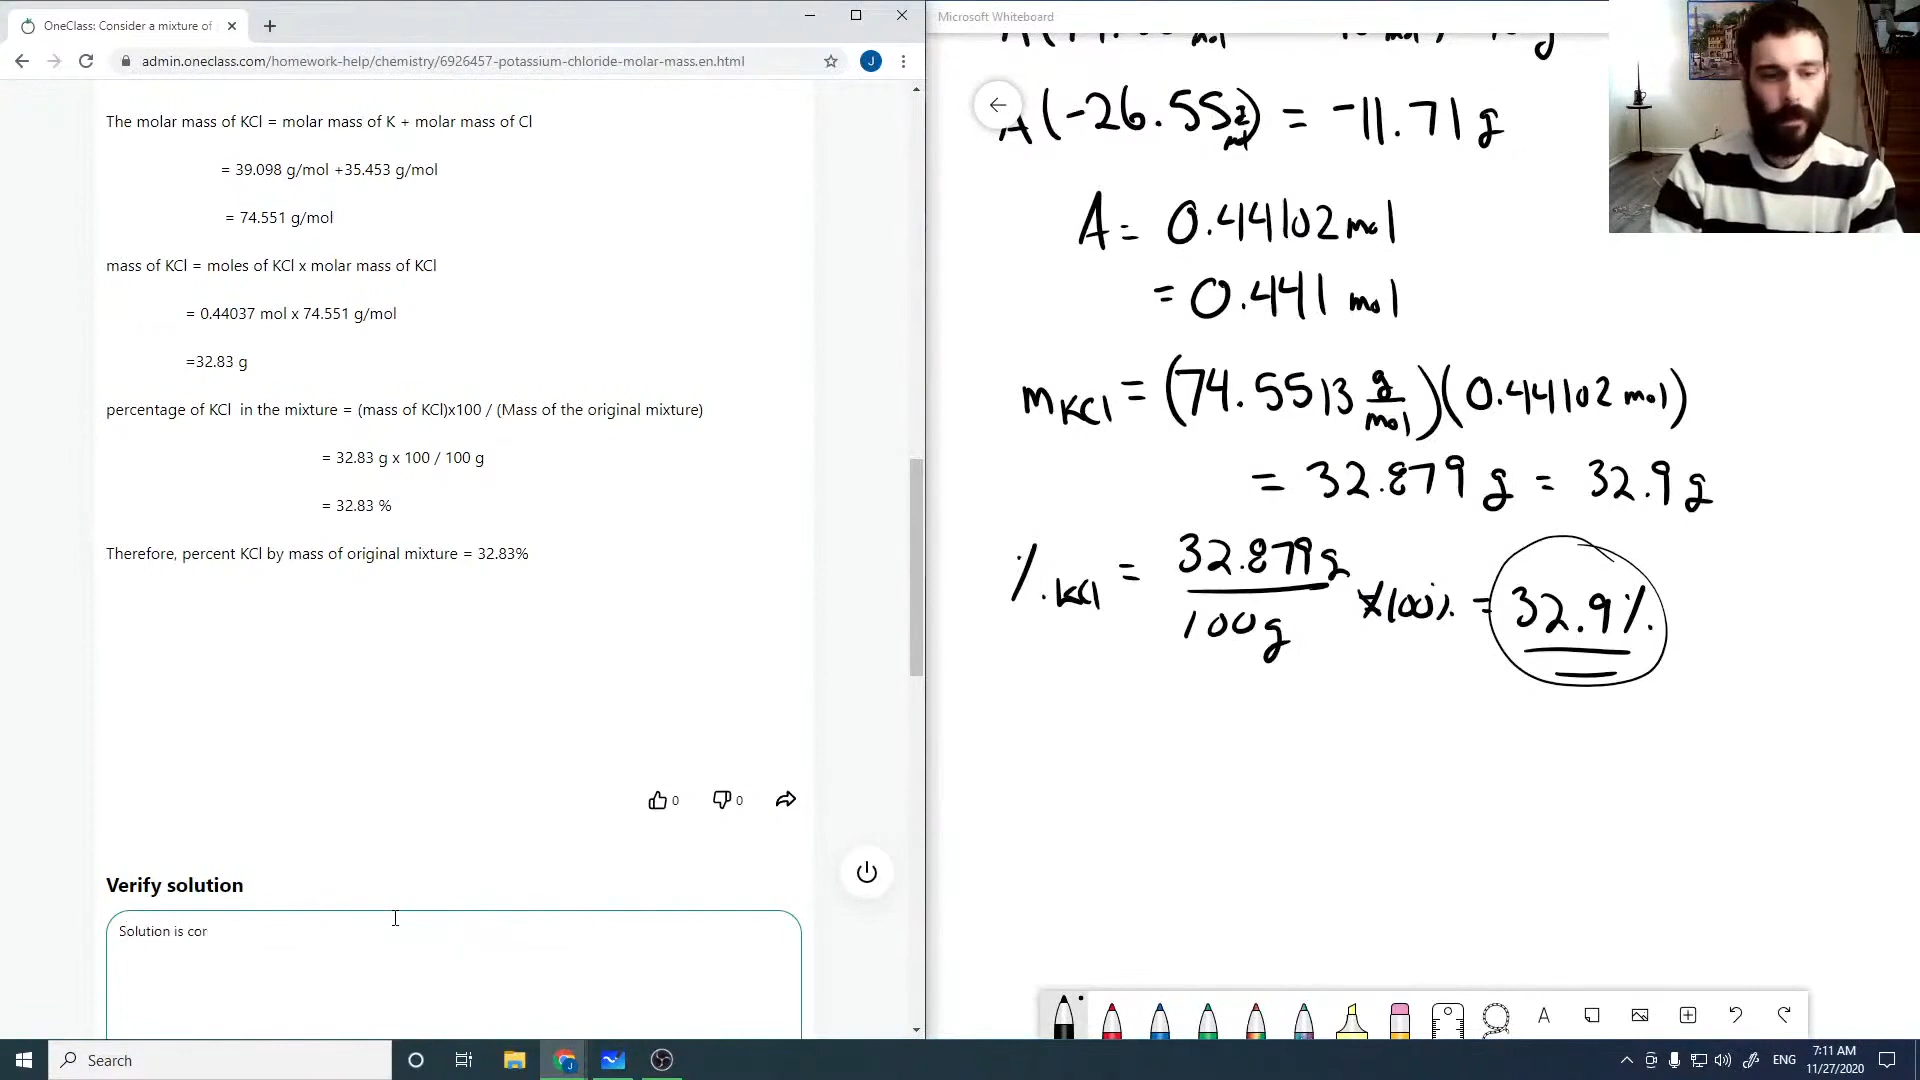 OneClass: Consider a mixture of
admin.oneclass.com/homework-help/chemistry/6926457-potassium-chloride-molar-mass.en.html
J
The molar mass of KCl = molar mass of K + molar mass of Cl
= 39.098 g/mol +35.453 g/mol
= 74.551 g/mol
mass of KCl = moles of KCl x molar mass of KCl
= 0.44037 mol x 74.551 g/mol
=32.83 g
percentage of KCl in the mixture = (mass of KCl)x100 / (Mass of the original mixture)
= 32.83 g x 100 / 100 g
= 32.83 %
Therefore, percent KCl by mass of original mixture = 32.83%
0
0
Verify solution
Solution is cor
Microsoft Whiteboard
A(-26.55 g/mol) = -11.71 g
A = 0.44102 mol
= 0.441 mol
mKCl = (74.5513 g/mol)(0.44102 mol)
= 32.879 g = 32.9 g
%KCl = 32.879g / 100g x100% = 32.9%
A
Search
ENG
7:11 AM
11/27/2020